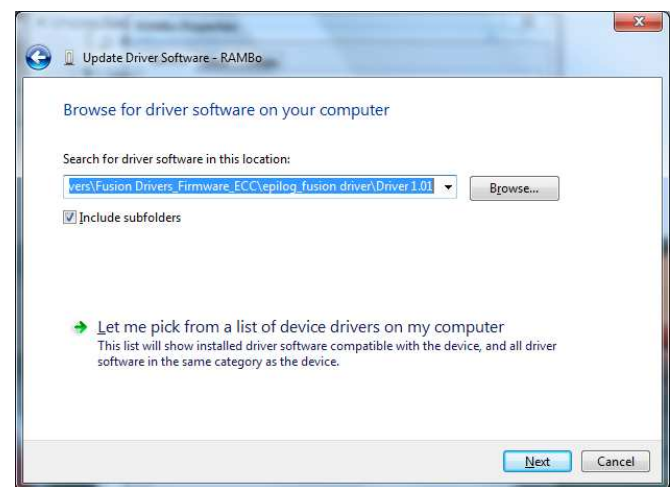 Update Driver Software - RAMBo
Browse for driver software on your computer
Search for driver software in this location:
vers\Fusion Drivers_Firmware_ECC\epilog_fusion driver\Driver 1.01
Browse...
Include subfolders
Let me pick from a list of device drivers on my computer
This list will show installed driver software compatible with the device, and all driver
software in the same category as the device.
Next
Cancel